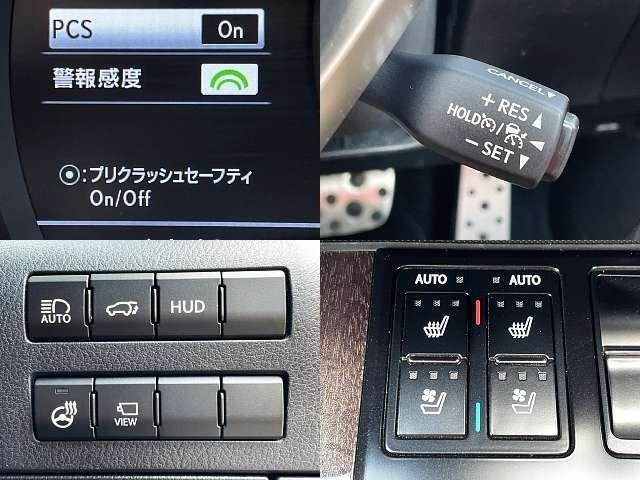 PCS On
警報感度
⦿:プリクラッシュセーフティ
On/Off
CANCEL▼
+RES▲
HOLD /
-SET▼
AUTO
HUD
VIEW
AUTO AUTO